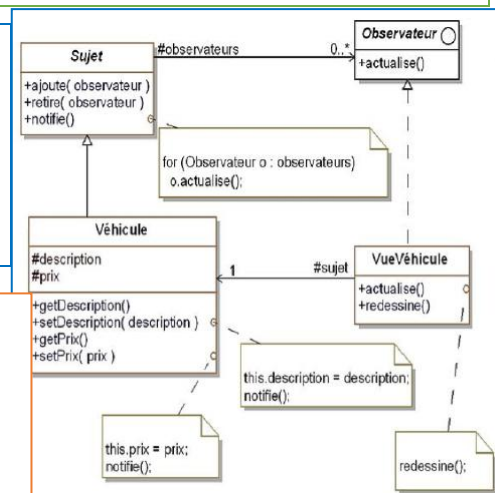 Sujet
+ajoute( observateur )
+retire( observateur )
+notifie()
#observateurs
0..*
Observateur
+actualise()
for (Observateur o : observateurs)
o.actualise();
Véhicule
#description
#prix
+getDescription()
+setDescription( description )
+getPrix()
+setPrix( prix )
1
#sujet
VueVéhicule
+actualise()
+redessine()
this.description = description;
notifie();
this.prix = prix;
notifie();
redessine();